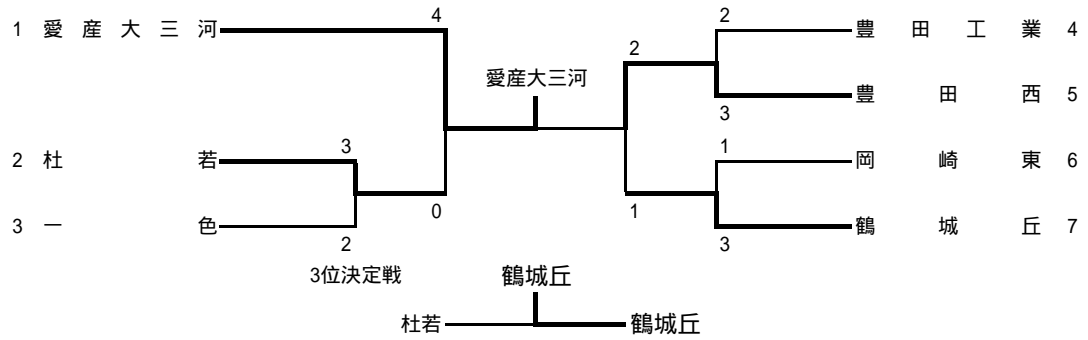 4 2
1 愛産大三河 豊田工業 4
2
愛産大三河
豊田西 5
3
3 1
2 杜若 岡崎東 6
0 1
3 一色 鶴城丘 7
2 3
3位決定戦 鶴城丘
杜若 鶴城丘